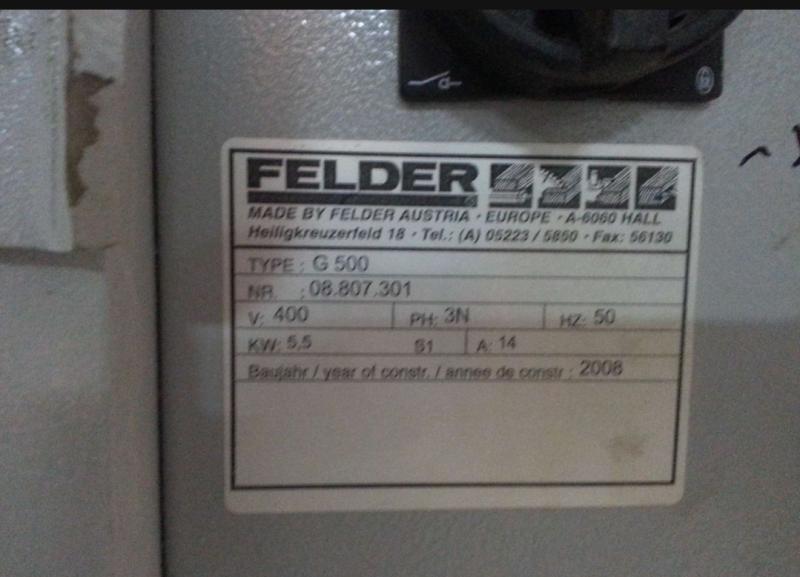 FELDER
MADE BY FELDER AUSTRIA · EUROPE · A-6060 HALL
Heiligkreuzerfeld 18 · Tel.: (A) 05223 / 5850 · Fax: 56130
TYPE : G 500
NR. : 08.807.301
V: 400 PH: 3N HZ: 50
KW: 5,5 S1 A: 14
Baujahr / year of constr. / annee de constr : 2008